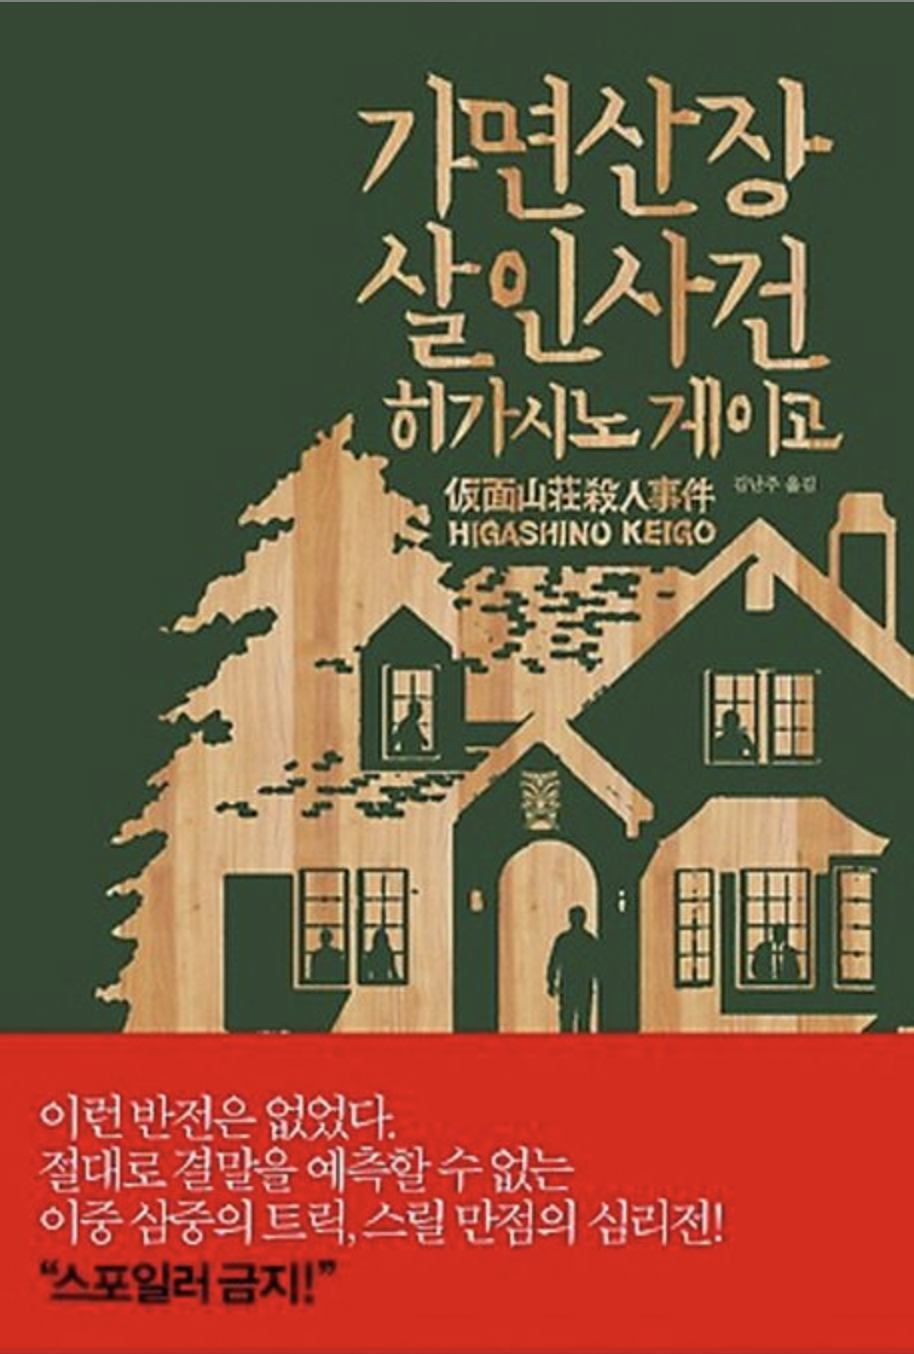 가면산장
살인사건
히가시노 게이고
仮面山荘殺人事件 김난주 옮김
HIGASHINO KEIGO
이런 반전은 없었다.
절대로 결말을 예측할 수 없는
이중 삼중의 트릭, 스릴 만점의 심리전!
“스포일러 금지!”